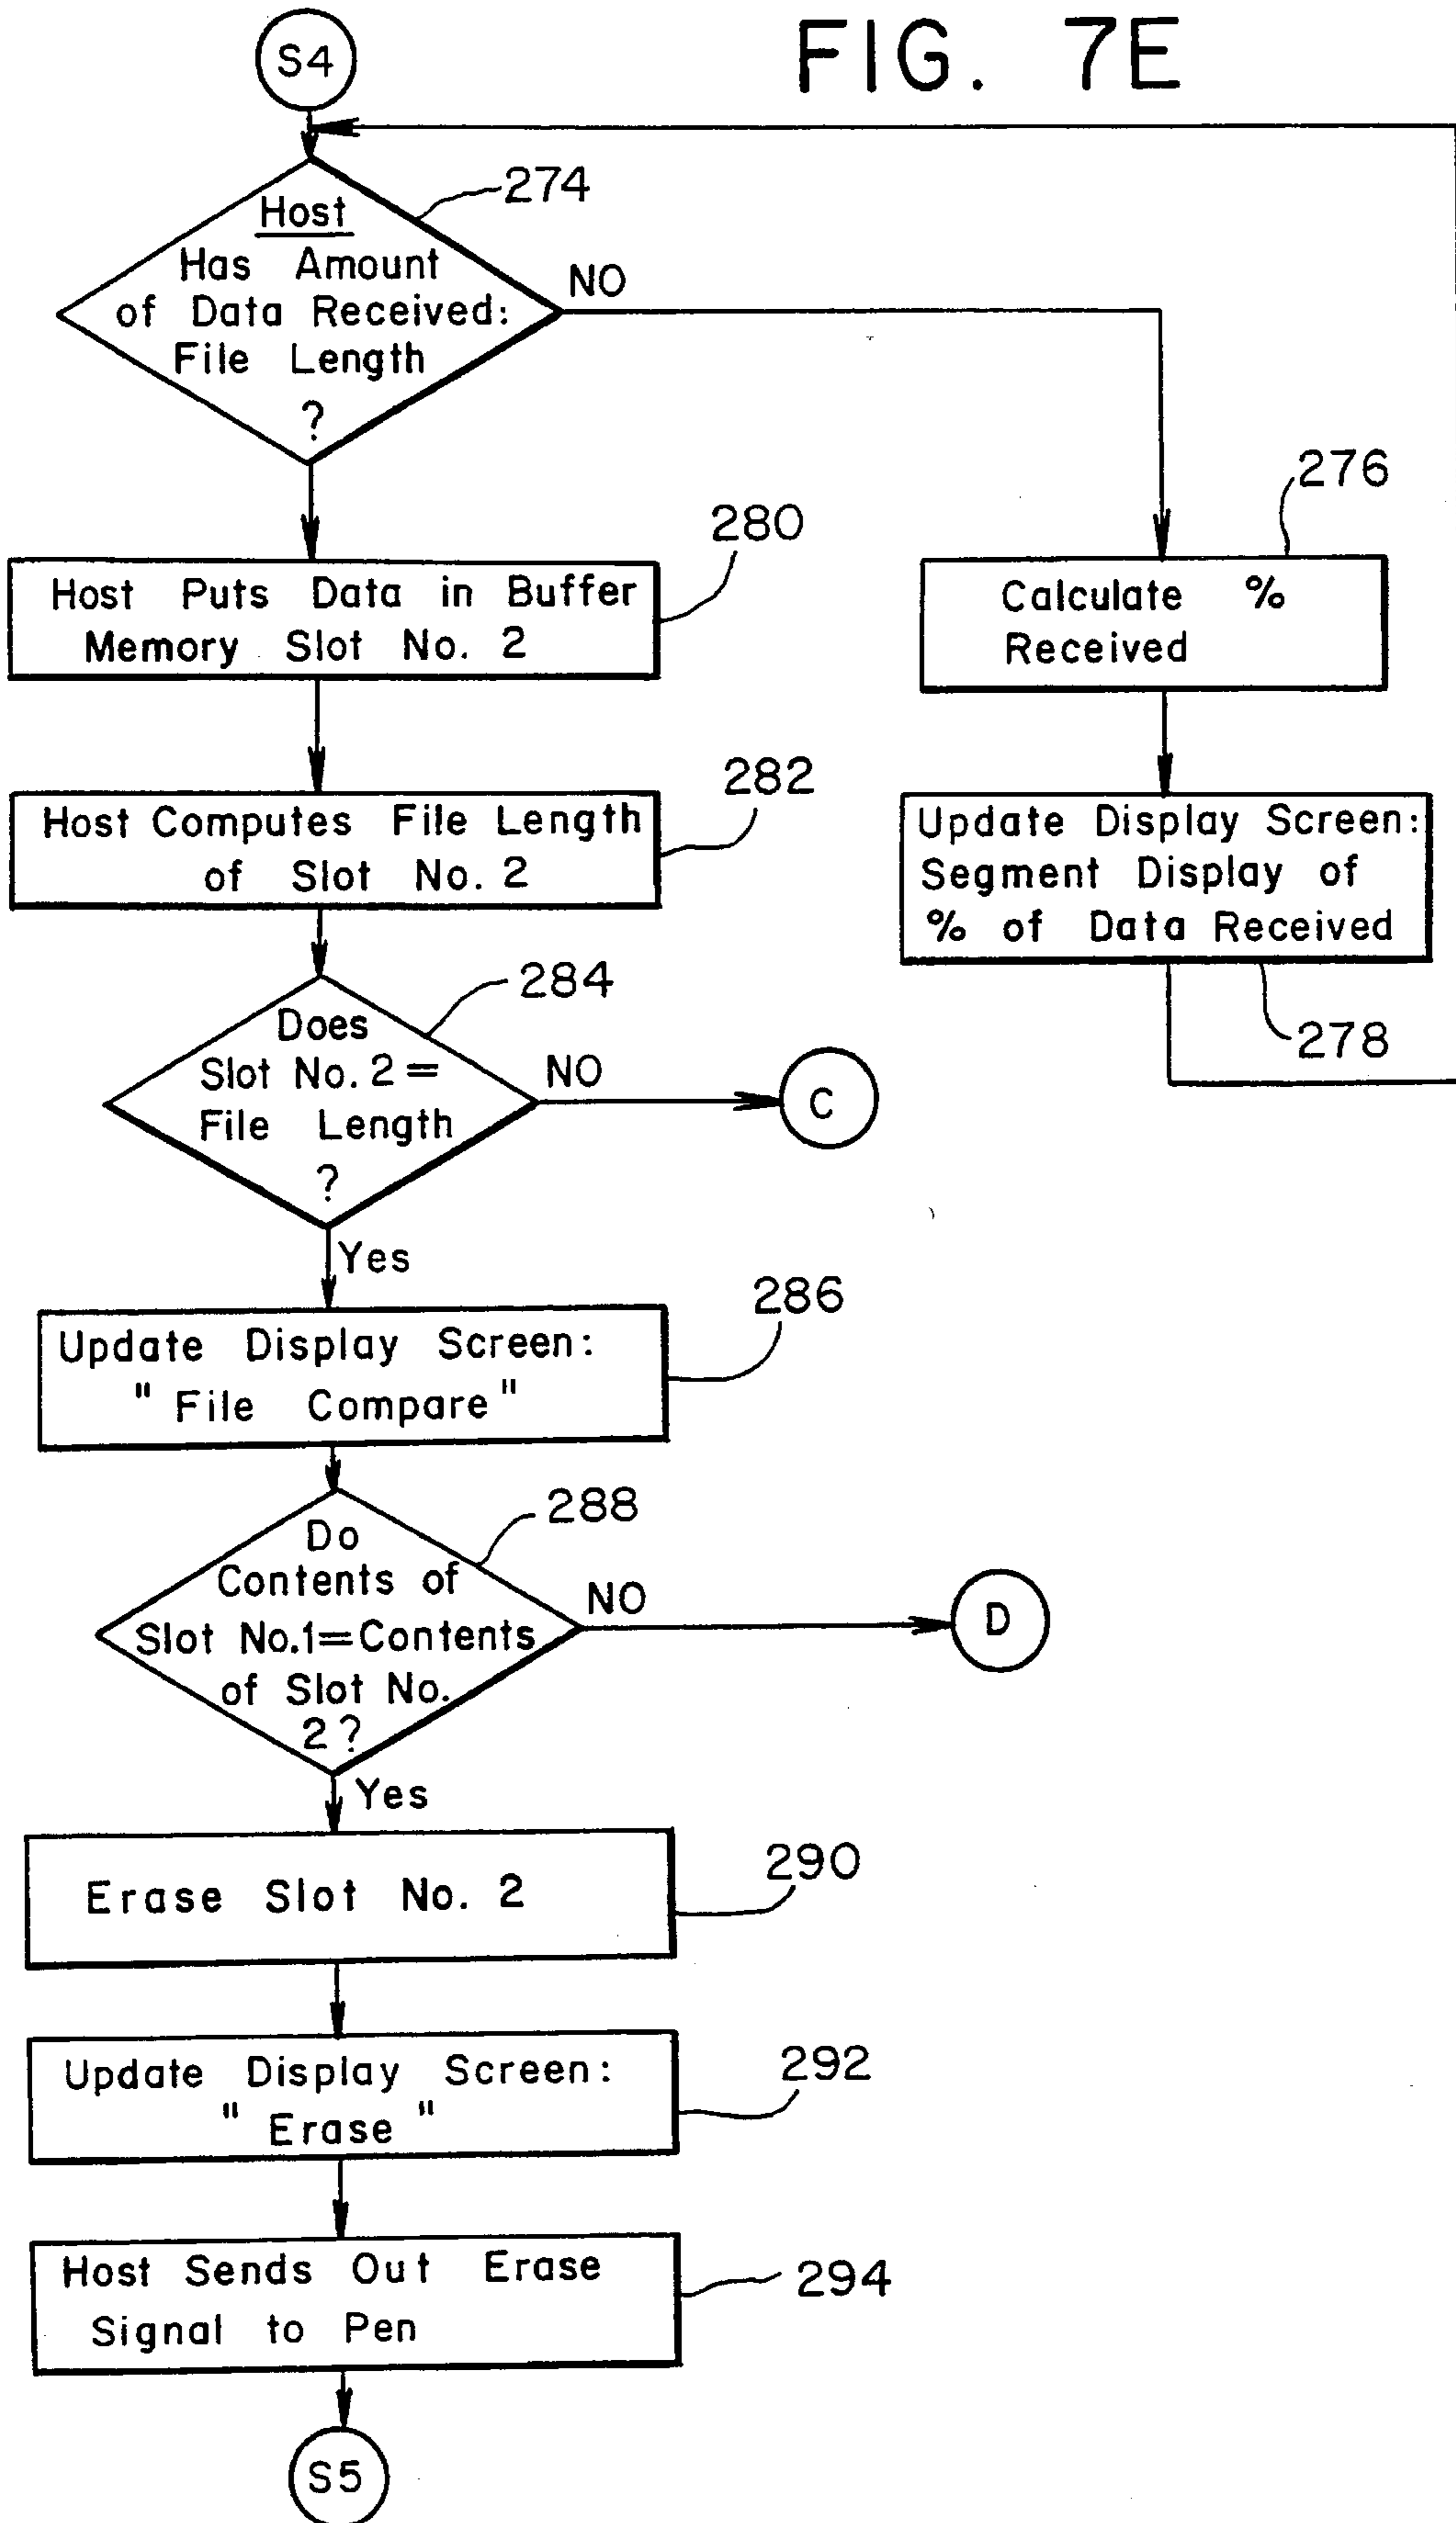 FIG. 7E
S4
274
Host
Has Amount
of Data Received:
File Length
?
NO
276
Calculate %
Received
Update Display Screen:
Segment Display of
% of Data Received
278
280
Host Puts Data in Buffer
Memory Slot No. 2
282
Host Computes File Length
of Slot No. 2
284
Does
Slot No. 2 =
File Length
?
NO
C
Yes
286
Update Display Screen:
" File Compare "
288
Do
Contents of
Slot No.1=Contents
of Slot No.
2?
NO
D
Yes
290
Erase Slot No. 2
292
Update Display Screen:
" Erase "
294
Host Sends Out Erase
Signal to Pen
S5